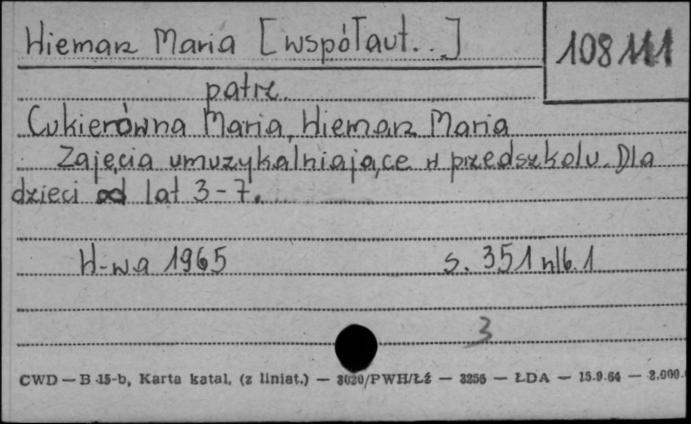 Wieman Maria [współaut..]
108 111
patrz
Cukierówna Maria, Wieman Maria
Zajęcia umuzykalniające w przedszkolu. Dla
dzieci od lat 3-7.
W-wa 1965
s. 351 nlb. 1
3
CWD — B 15-b, Karta katal. (z liniat.) — 3020/PWH/Łź — 3256 — ŁDA — 15.9.64 — 2.000.